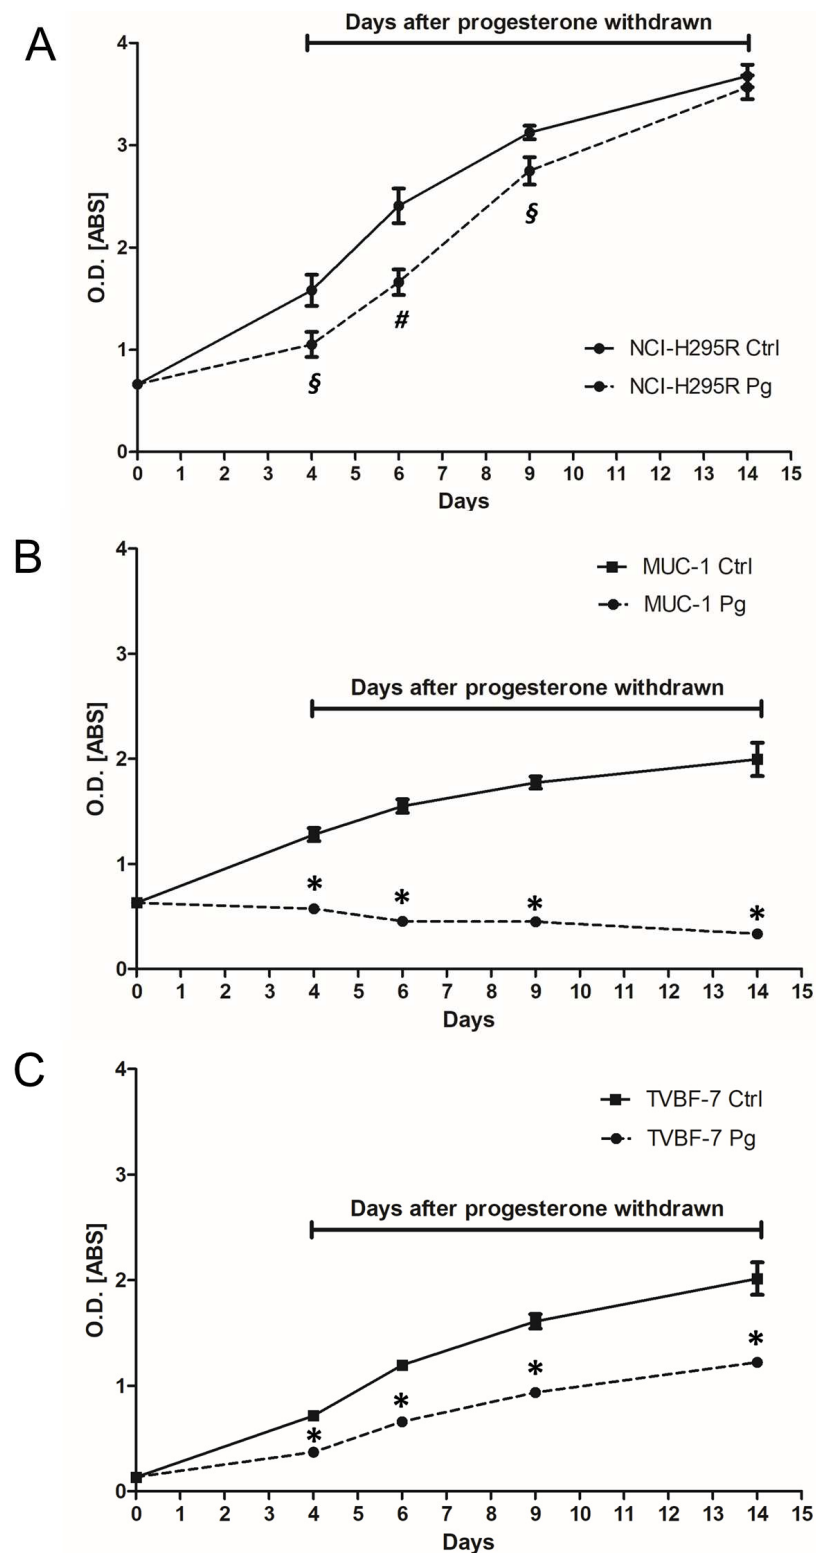 A
Days after progesterone withdrawn
4
3
2
1
0
O.D. [ABS]
§
#
§
NCI-H295R Ctrl
NCI-H295R Pg
0 1 2 3 4 5 6 7 8 9 10 11 12 13 14 15
Days
B
MUC-1 Ctrl
MUC-1 Pg
Days after progesterone withdrawn
4
3
2
1
0
O.D. [ABS]
* * * *
0 1 2 3 4 5 6 7 8 9 10 11 12 13 14 15
Days
C
TVBF-7 Ctrl
TVBF-7 Pg
Days after progesterone withdrawn
4
3
2
1
0
O.D. [ABS]
* * * *
0 1 2 3 4 5 6 7 8 9 10 11 12 13 14 15
Days